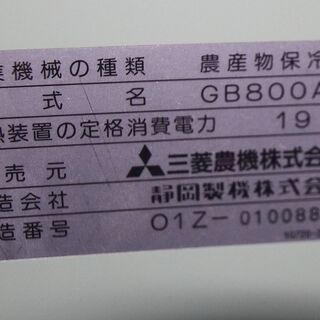 業機械の種類 農産物保冷
式 名 GB800A
熱装置の定格消費電力 19
売元 三菱農機株式会
造会社 静岡製機株式会
造番号 01Z-010088